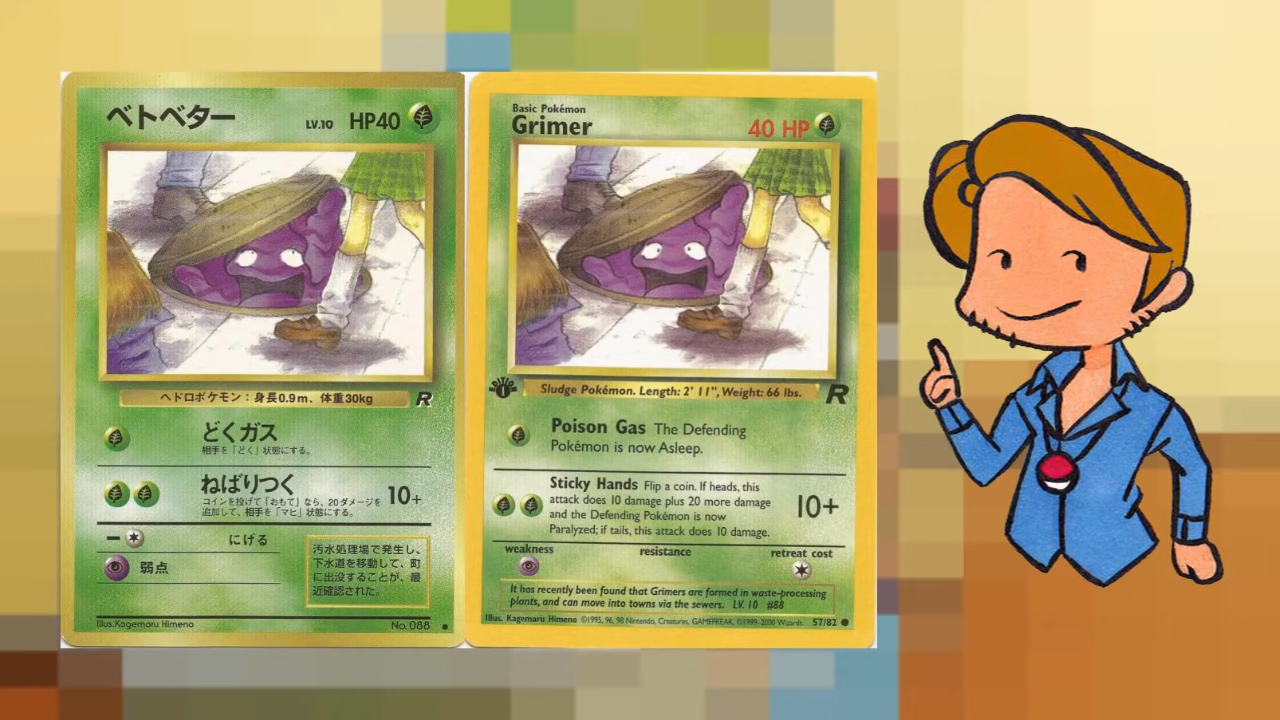 ベトベター LV.10 HP40
ヘドロポケモン：身長0.9m、体重30kg
R
どくガス
相手を「どく」状態にする。
ねばりつく
コインを投げて「おもて」なら、20ダメージを
追加して、相手を「マヒ」状態にする。
10+
ー にげる
弱点
汚水処理場で発生し、
下水道を移動して、町
に出没することが、最
近確認された。
Illus.Kagemaru Himeno No.088
Basic Pokémon
Grimer 40 HP
EDITION
1
Sludge Pokémon. Length: 2' 11", Weight: 66 lbs.
R
Poison Gas The Defending
Pokémon is now Asleep.
Sticky Hands Flip a coin. If heads, this
attack does 10 damage plus 20 more damage
and the Defending Pokémon is now
Paralyzed; if tails, this attack does 10 damage.
10+
weakness resistance retreat cost
It has recently been found that Grimers are formed in waste-processing
plants, and can move into towns via the sewers. LV. 10 #88
Illus. Kagemaru Himeno ©1995, 96, 98 Nintendo, Creatures, GAMEFREAK. ©1999-2000 Wizards. 57/82